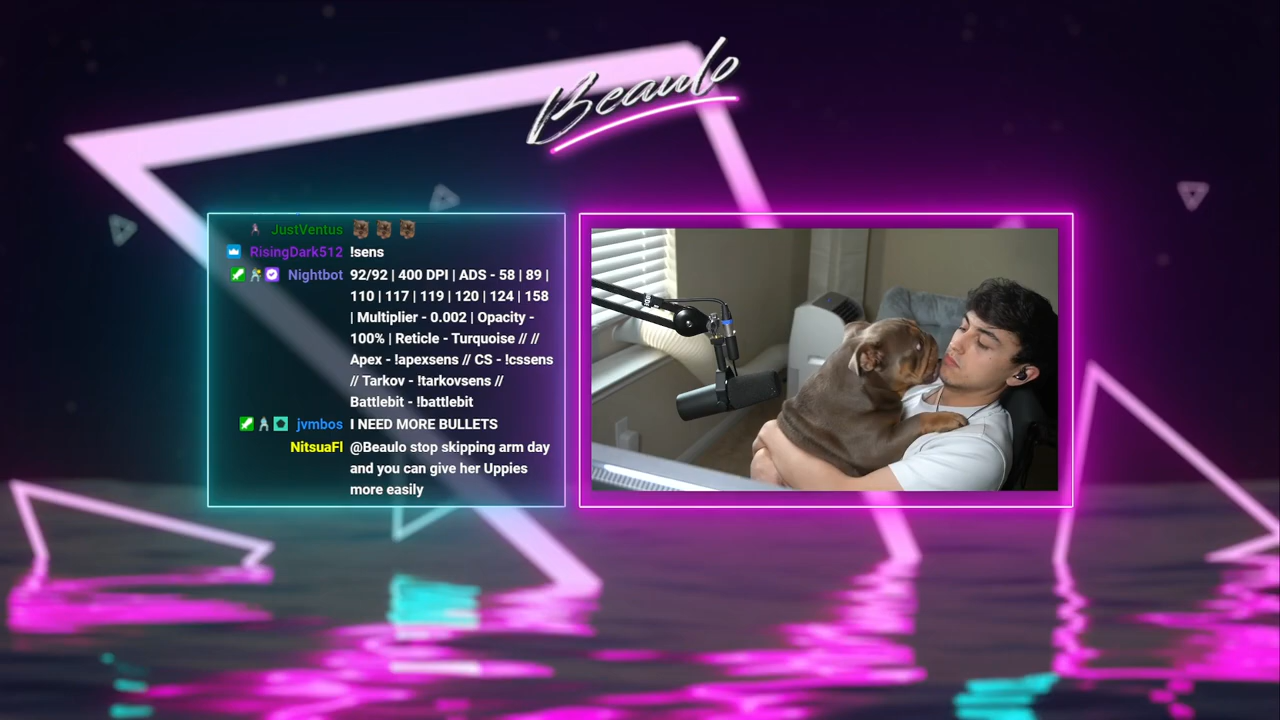 Beaulo
JustVentus
RisingDark512 !sens
Nightbot 92/92 | 400 DPI | ADS - 58 | 89 |
110 | 117 | 119 | 120 | 124 | 158
| Multiplier - 0.002 | Opacity -
100% | Reticle - Turquoise // //
Apex - !apexsens // CS - !cssens
// Tarkov - !tarkovsens //
Battlebit - !battlebit
jvmbos I NEED MORE BULLETS
NitsuaFl @Beaulo stop skipping arm day
and you can give her Uppies
more easily